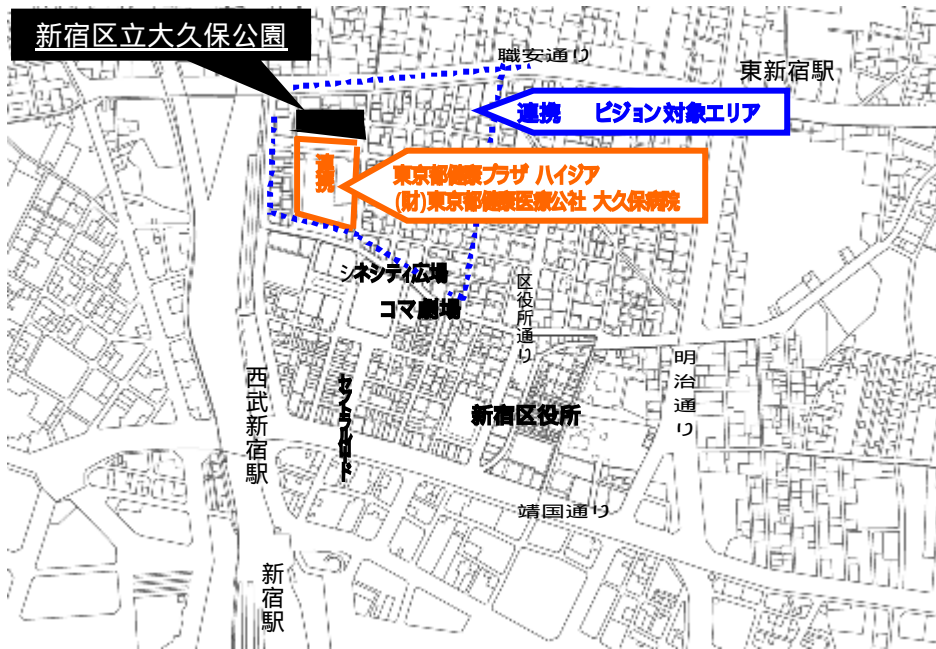 新宿区立大久保公園
職安通り
東新宿駅
連携 ビジョン対象エリア
連携
東京都健康プラザ ハイジア
(財)東京都健康医療公社 大久保病院
シネシティ広場
コマ劇場
区役所通り
明治通り
西武新宿駅
セントラルロード
新宿区役所
靖国通り
新宿駅